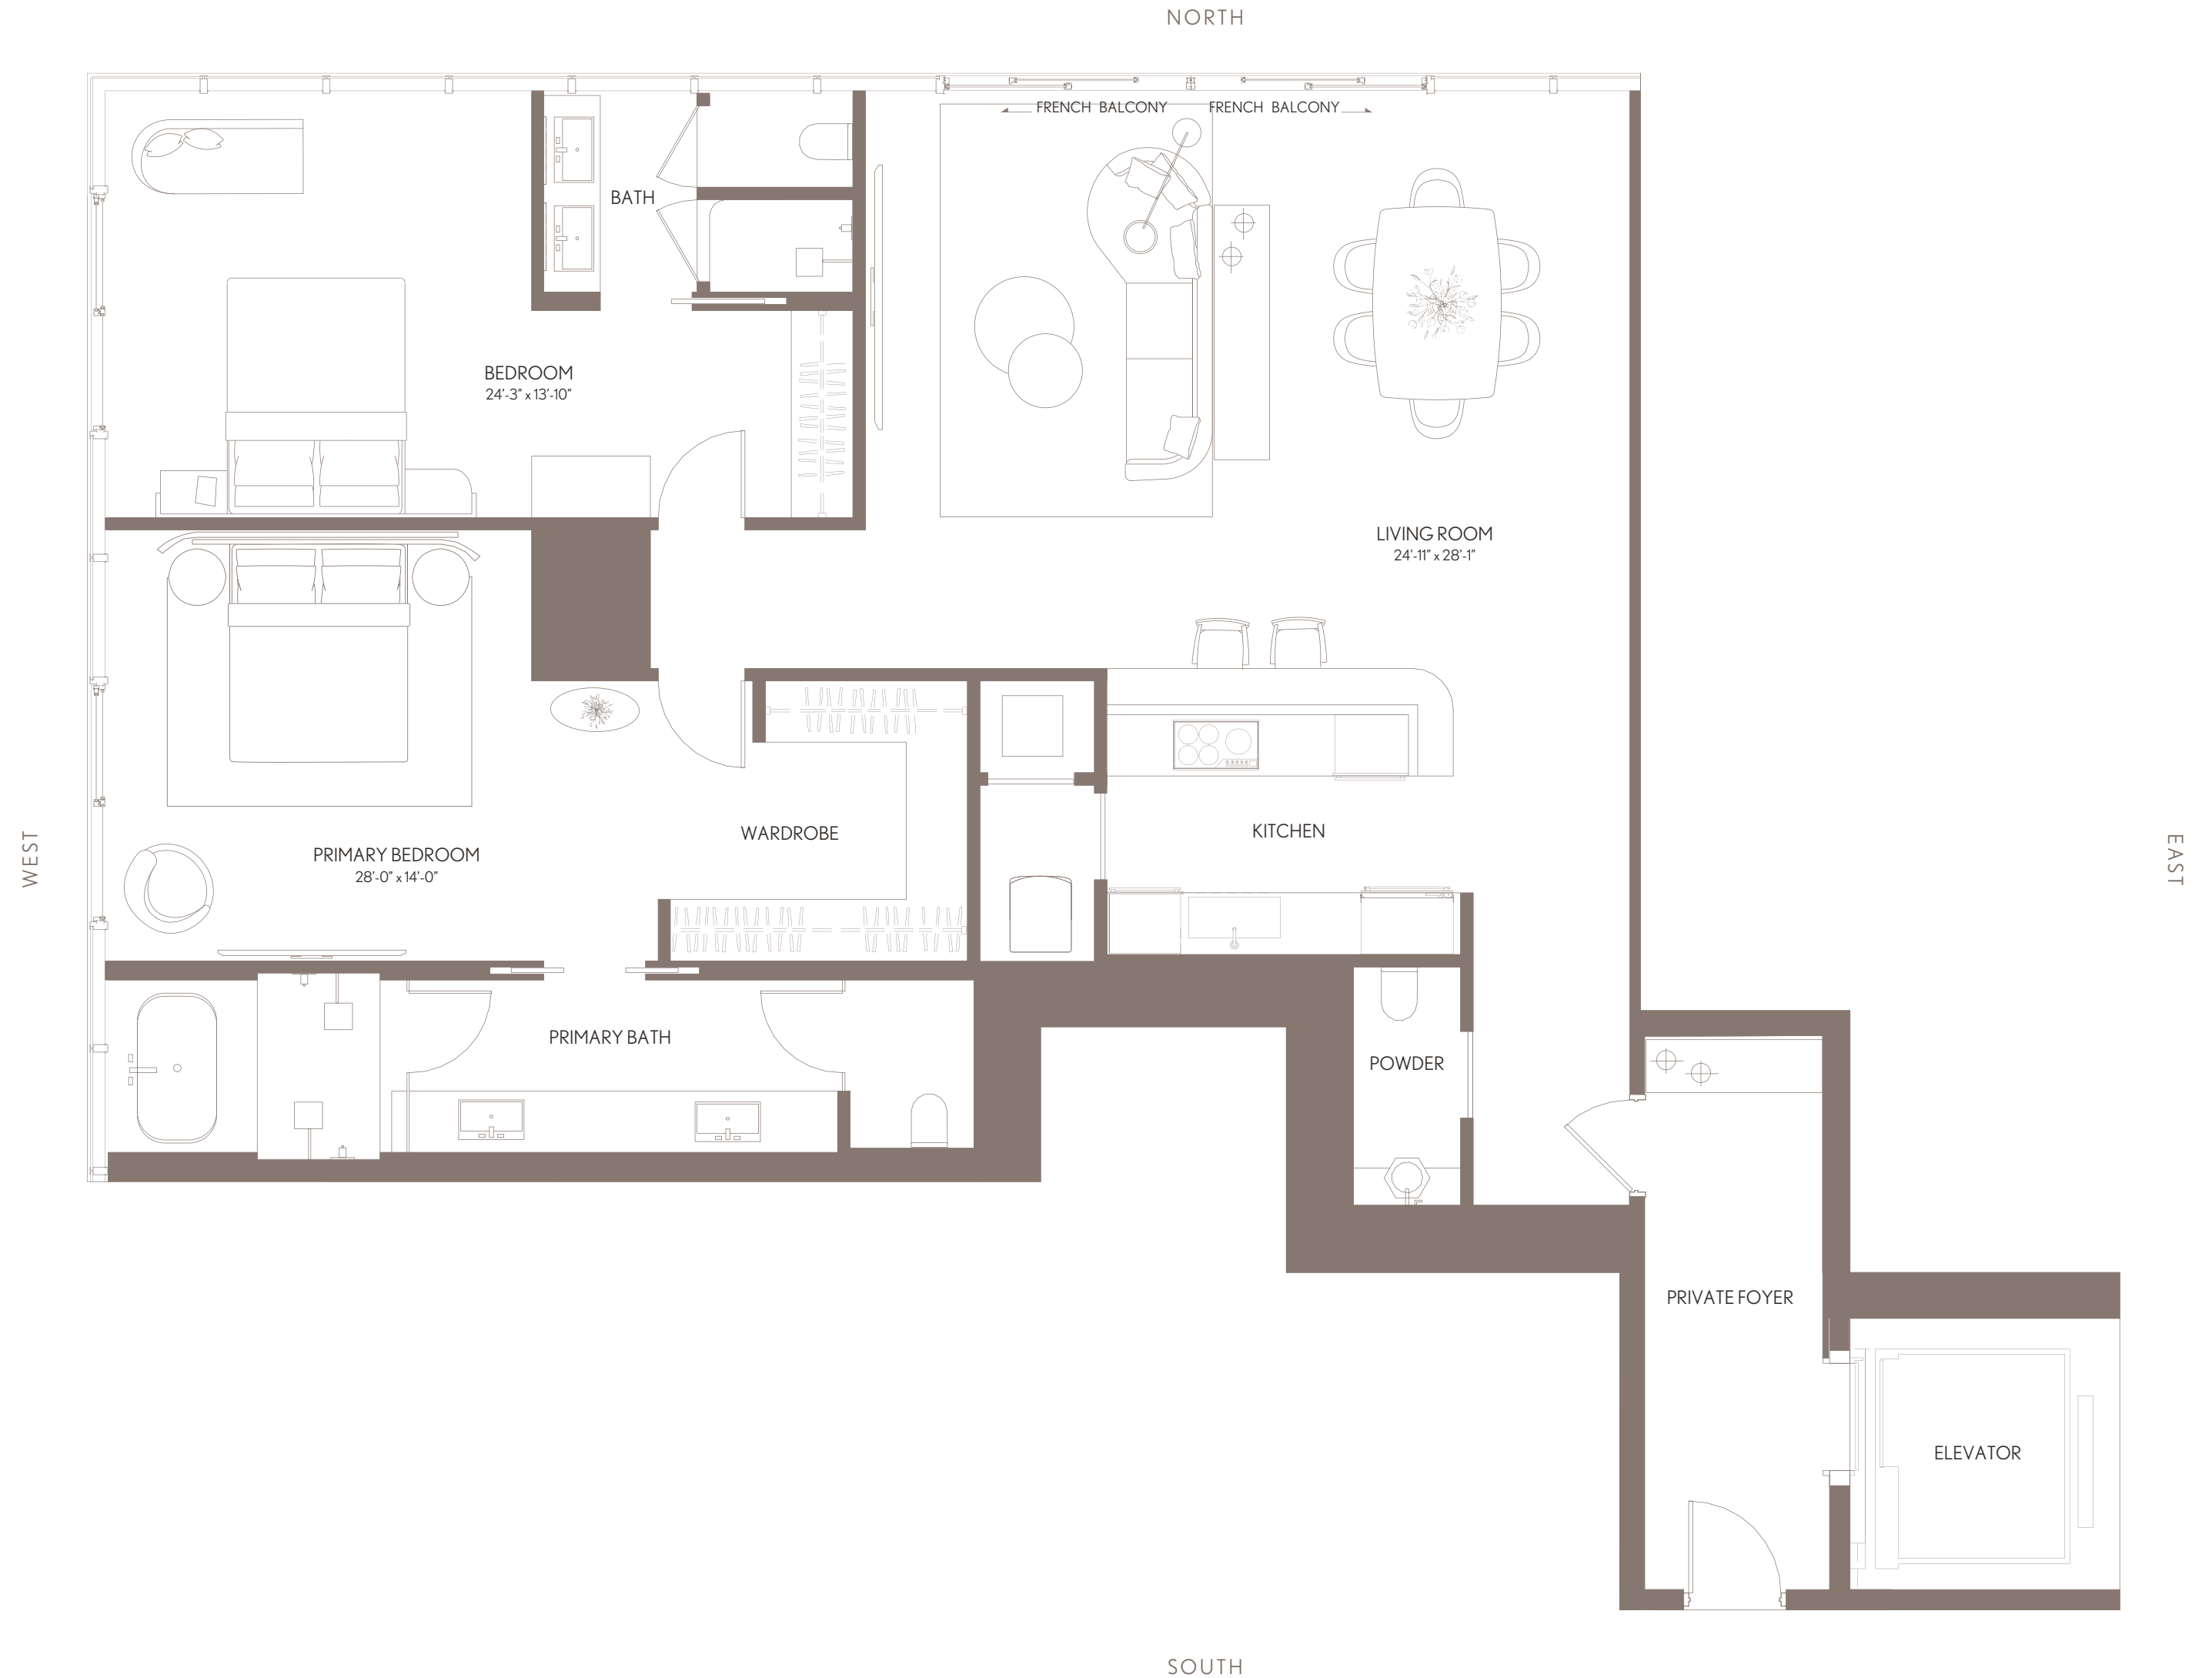 NORTH
FRENCH BALCONY
FRENCH BALCONY
BATH
BEDROOM
24'-3" x 13'-10"
LIVING ROOM
24'-11" x 28'-1"
WEST
EAST
WARDROBE
KITCHEN
PRIMARY BEDROOM
28'-0" x 14'-0"
PRIMARY BATH
POWDER
PRIVATE FOYER
ELEVATOR
SOUTH